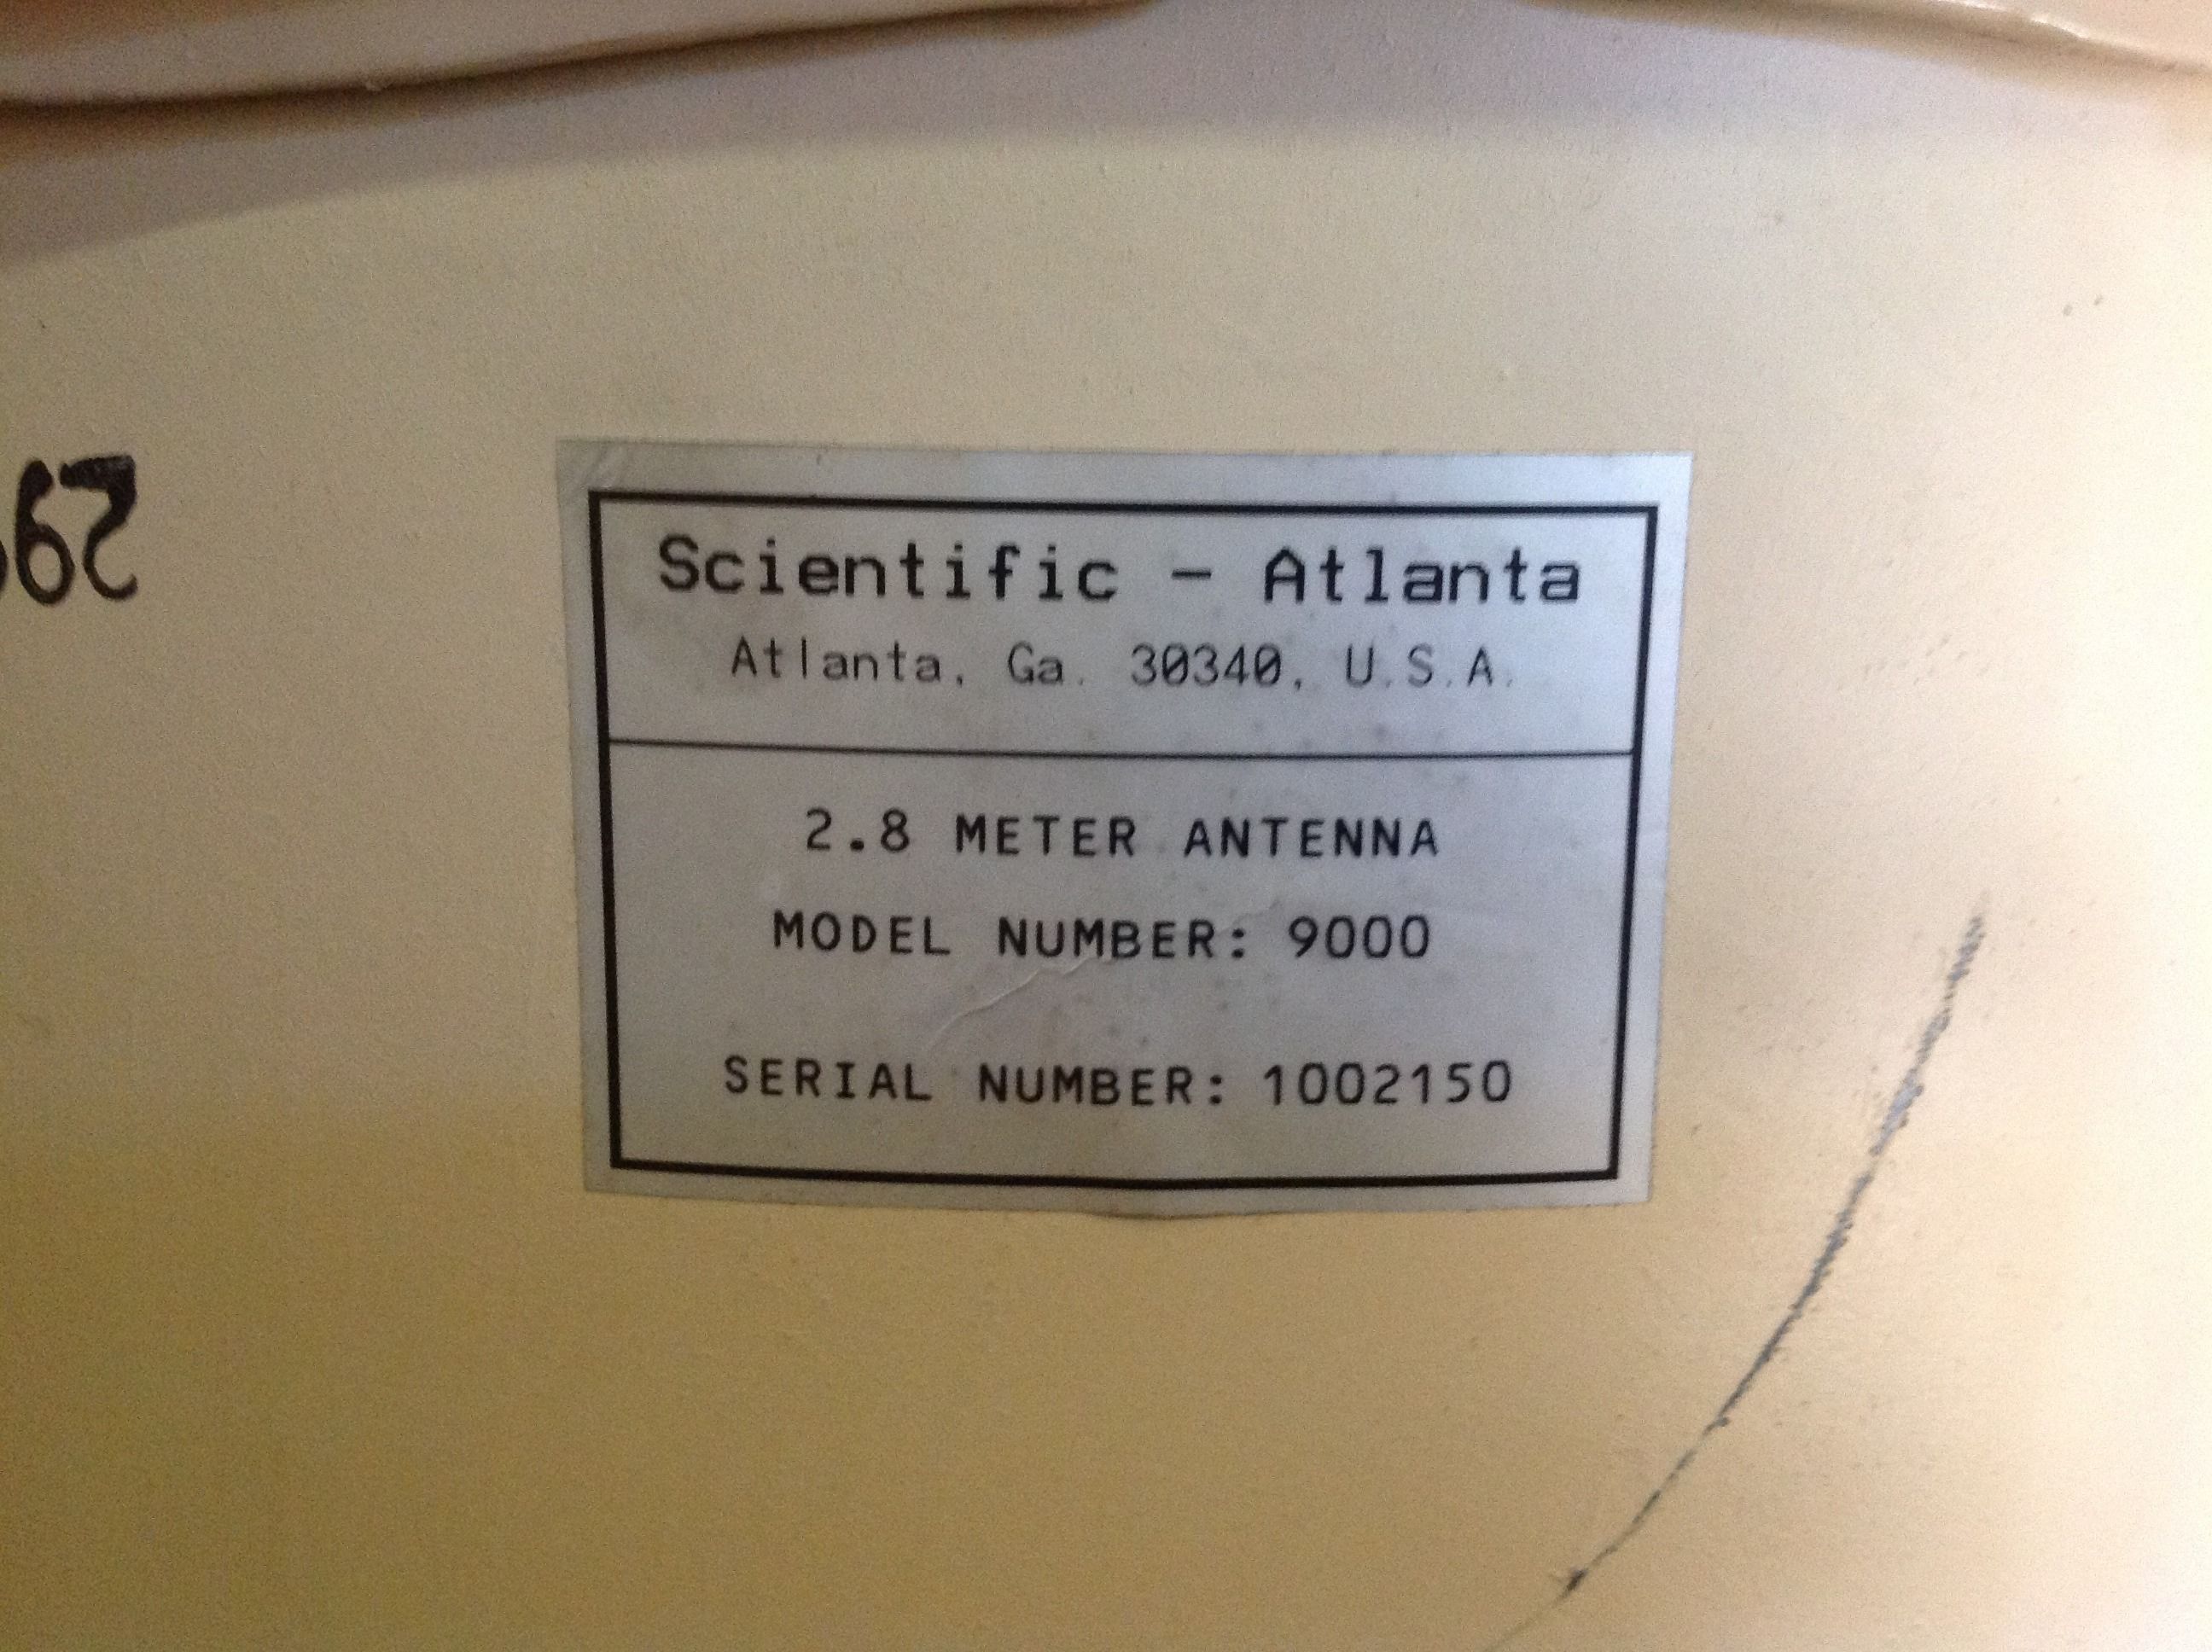 Scientific - Atlanta
Atlanta, Ga. 30340, U.S.A.
2.8 METER ANTENNA
MODEL NUMBER: 9000
SERIAL NUMBER: 1002150